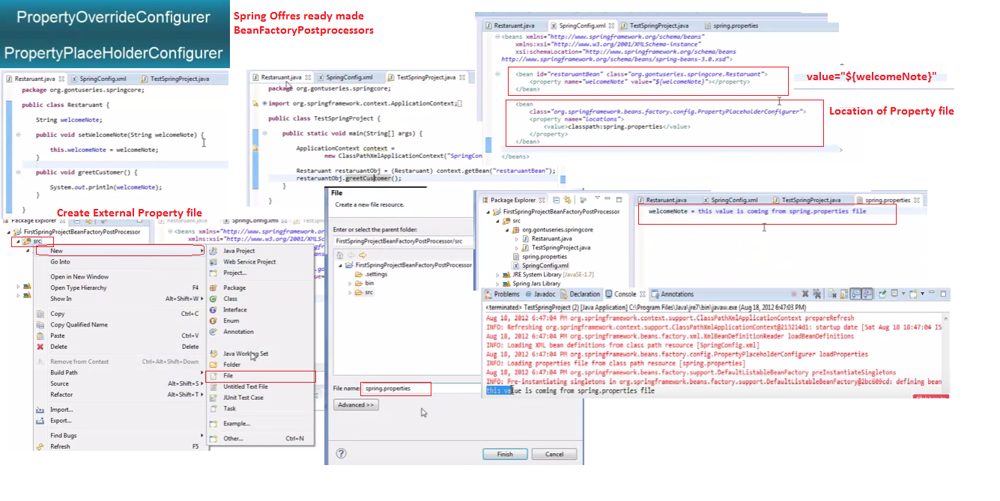 PropertyOverrideConfigurer
PropertyPlaceHolderConfigurer
Spring Offres ready made
BeanFactoryPostprocessors
Restaruant.java
SpringConfig.xml
TestSpringProject.java
package org.gontuseries.springcore;
public class Restaruant {
String welcomeNote;
public void setWelcomeNote(String welcomeNote) {
this.welcomeNote = welcomeNote;
}
public void greetCustomer() {
System.out.println(welcomeNote);
}
}
Restaruant.java
SpringConfig.xml
TestSpringProject.java
package org.gontuseries.springcore;
import org.springframework.context.ApplicationContext;
public class TestSpringProject {
public static void main(String[] args) {
ApplicationContext context =
new ClassPathXmlApplicationContext("SpringCon
Restaruant restaruantObj = (Restaruant) context.getBean("restaruantBean");
restaruantObj.greetCustomer();
}
}
Restaruant.java
SpringConfig.xml
TestSpringProject.java
spring.properties
<beans xmlns="http://www.springframework.org/schema/beans"
xmlns:xsi="http://www.w3.org/2001/XMLSchema-instance"
xsi:schemaLocation="http://www.springframework.org/schema/beans
http://www.springframework.org/schema/beans/spring-beans-3.0.xsd">
<bean id="restaruantBean" class="org.gontuseries.springcore.Restaruant">
<property name="welcomeNote" value="${welcomeNote}"></property>
</bean>
<bean
class="org.springframework.beans.factory.config.PropertyPlaceholderConfigurer">
<property name="locations">
<value>classpath:spring.properties</value>
</property>
</bean>
</beans>
value="${welcomeNote}"
Location of Property file
Create External Property file
Package Explorer
FirstSpringProjectBeanFactoryPostProcessor
src
New
Go Into
Open in New Window
Open Type Hierarchy F4
Show In Alt+Shift+W
Copy Ctrl+C
Copy Qualified Name
Paste Ctrl+V
Delete Delete
Remove from Context Ctrl+Alt+Shift+Down
Build Path
Source Alt+Shift+S
Refactor Alt+Shift+T
Import...
Export...
Find Bugs
Refresh F5
Restaruant.java
SpringConfig.xml
<beans xmlns="http://www.spring
Java Project
Web Service Project
Project...
Package
Class
Interface
Enum
Annotation
Java Working Set
Folder
File
Untitled Text File
JUnit Test Case
Task
Example...
Other... Ctrl+N
File
Create a new file resource.
Enter or select the parent folder:
FirstSpringProjectBeanFactoryPostProcessor/src
FirstSpringProjectBeanFactoryPostProcessor
.settings
bin
src
File name: spring.properties
Advanced >>
Finish
Cancel
Package Explorer
FirstSpringProjectBeanFactoryPostProcessor
src
org.gontuseries.springcore
Restaruant.java
TestSpringProject.java
spring.properties
SpringConfig.xml
JRE System Library [JavaSE-1.7]
Spring Jars Library
Restaruant.java
SpringConfig.xml
TestSpringProject.java
spring.properties
welcomeNote = this value is coming from spring.properties file
Problems
@ Javadoc
Declaration
Console
Annotations
<terminated> TestSpringProject (2) [Java Application] C:\Program Files\Java\jre7\bin\javaw.exe (Aug 18, 2012 6:47:03 PM)
Aug 18, 2012 6:47:04 PM org.springframework.context.support.ClassPathXmlApplicationContext prepareRefresh
INFO: Refreshing org.springframework.context.support.ClassPathXmlApplicationContext@213214d1: startup date [Sat Aug 18 18:47:04 IS
Aug 18, 2012 6:47:04 PM org.springframework.beans.factory.xml.XmlBeanDefinitionReader loadBeanDefinitions
INFO: Loading XML bean definitions from class path resource [SpringConfig.xml]
Aug 18, 2012 6:47:04 PM org.springframework.beans.factory.config.PropertyPlaceholderConfigurer loadProperties
INFO: Loading properties file from class path resource [spring.properties]
Aug 18, 2012 6:47:04 PM org.springframework.beans.factory.support.DefaultListableBeanFactory preInstantiateSingletons
INFO: Pre-instantiating singletons in org.springframework.beans.factory.support.DefaultListableBeanFactory@2bc609cd: defining bean
this value is coming from spring.properties file